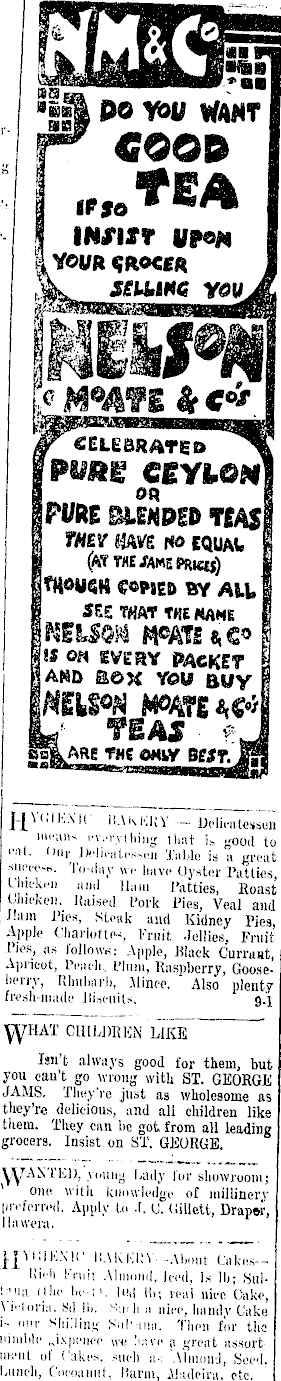 NM & Co
DO YOU WANT
GOOD
TEA
IF SO
INSIST UPON
YOUR GROCER
SELLING YOU
NELSON
MOATE & Co's
CELEBRATED
PURE CEYLON
OR
PURE BLENDED TEAS
THEY HAVE NO EQUAL
(AT THE SAME PRICES)
THOUGH COPIED BY ALL
SEE THAT THE NAME
NELSON MOATE & Co
IS ON EVERY PACKET
AND BOX YOU BUY
NELSON MOATE & Co's
TEAS
ARE THE ONLY BEST.
HYGIENIC BAKERY — Delicatessen
means everything that is good to
eat. Our Delicatessen Table is a great
success. To-day we have Oyster Patties,
Chicken and Ham Patties, Roast
Chicken, Raised Pork Pies, Veal and
Ham Pies, Steak and Kidney Pies,
Apple Charlottes, Fruit Jellies, Fruit
Pies, as follows: Apple, Black Currant,
Apricot, Peach, Plum, Raspberry, Goose-
berry, Rhubarb, Mince. Also plenty
fresh-made Biscuits. 9-1
WHAT CHILDREN LIKE
Isn't always good for them, but
you can't go wrong with ST. GEORGE
JAMS. They're just as wholesome as
they're delicious, and all children like
them. They can be got from all leading
grocers. Insist on ST. GEORGE.
WANTED, young Lady for showroom;
one with knowledge of millinery
preferred. Apply to J. C. Gillett, Draper,
Hawera.
HYGIENIC BAKERY—About Cakes—
Rich Fruit Almond, Iced, 1s lb; Sul-
tana (the best), 10d lb; real nice Cake,
Victoria, 8d lb. Such a nice, handy Cake
is our Shilling Sultana. Then for the
nimble sixpence we have a great assort-
ment of Cakes, such as Almond, Seed,
Lunch, Cocoanut, Barm, Madeira, etc.